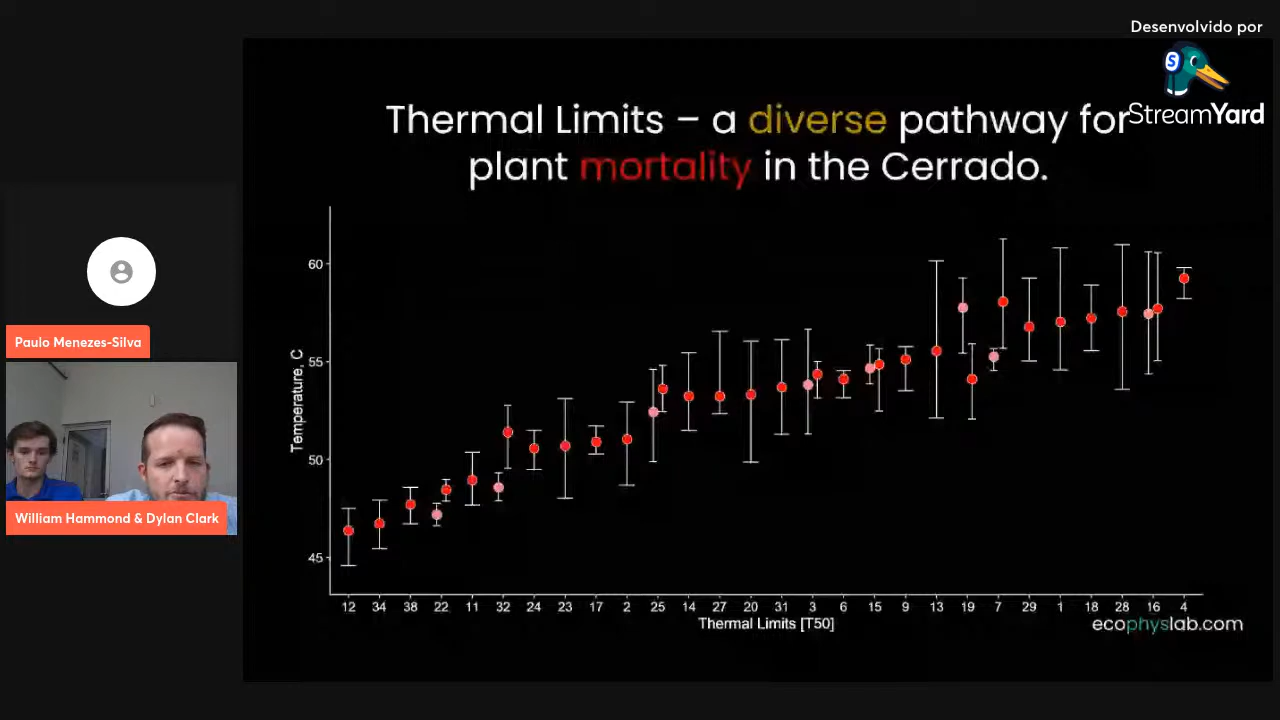 Desenvolvido por
S
StreamYard
Thermal Limits – a diverse pathway for
plant mortality in the Cerrado.
Paulo Menezes-Silva
William Hammond & Dylan Clark
Temperature, C
60
55
50
45
12 34 38 22 11 32 24 23 17 2 25 14 27 20 31 3 6 15 9 13 19 7 29 1 18 28 16 4
Thermal Limits [T50]
ecophyslab.com